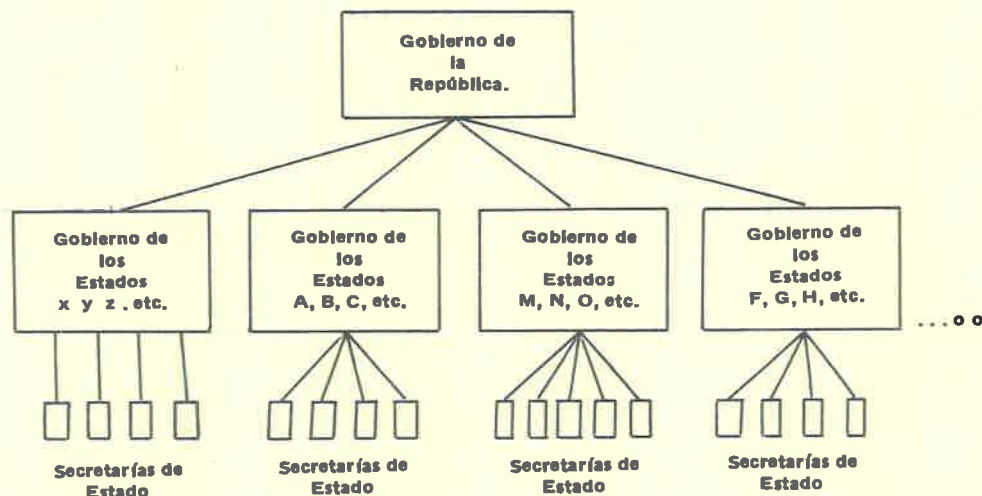 Gobierno de
la
República.
Gobierno de
los
Estados
x y z . etc.
Gobierno de
los
Estados
A, B, C, etc.
Gobierno de
los
Estados
M, N, O, etc.
Gobierno de
los
Estados
F, G, H, etc.
...o o
Secretarías de
Estado
Secretarías de
Estado
Secretarías de
Estado
Secretarías de
Estado